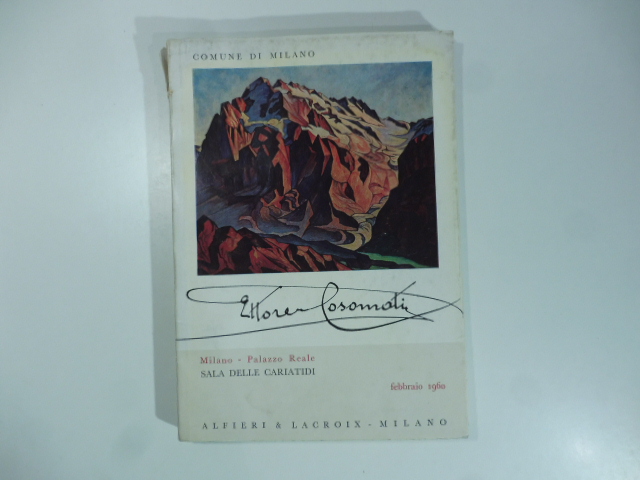 COMUNE DI MILANO
Ettore Cosomati
Milano - Palazzo Reale
SALA DELLE CARIATIDI
febbraio 1960
ALFIERI & LACROIX - MILANO